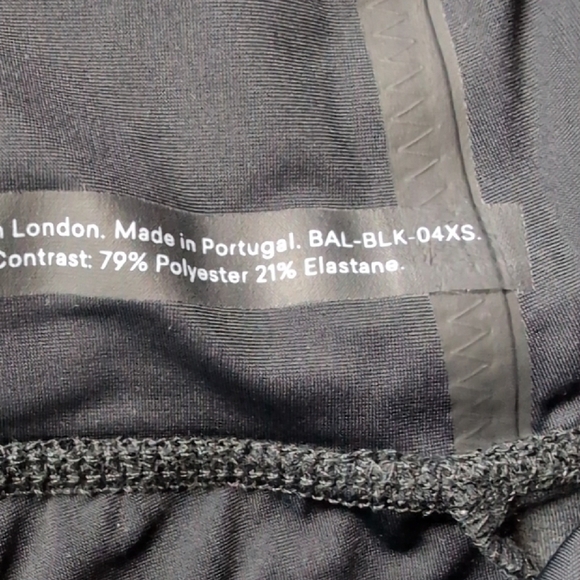 London. Made in Portugal. BAL-BLK-04XS.
Contrast: 79% Polyester 21% Elastane.